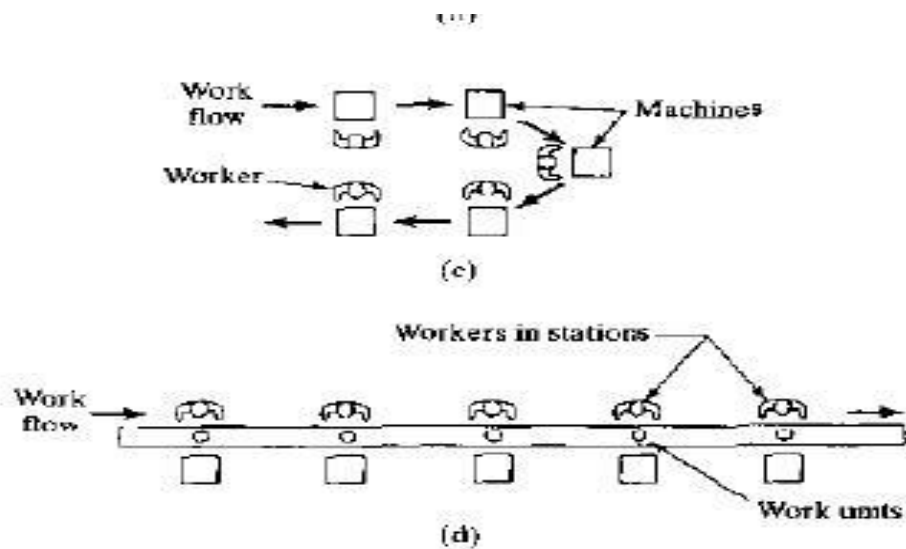 Work
flow
Machines
Worker
(c)
Workers in stations
Work
flow
Work units
(d)